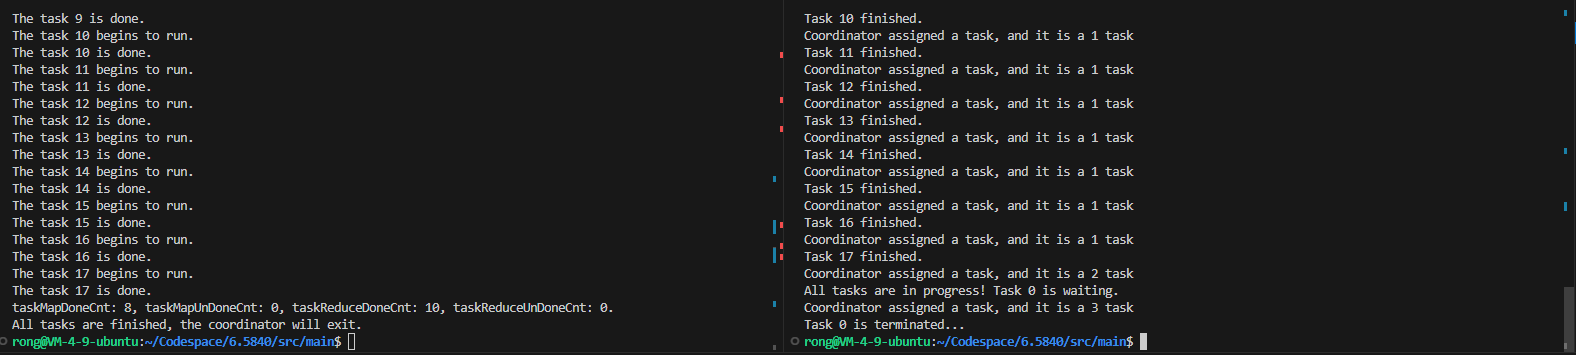 The task 9 is done.
The task 10 begins to run.
The task 10 is done.
The task 11 begins to run.
The task 11 is done.
The task 12 begins to run.
The task 12 is done.
The task 13 begins to run.
The task 13 is done.
The task 14 begins to run.
The task 14 is done.
The task 15 begins to run.
The task 15 is done.
The task 16 begins to run.
The task 16 is done.
The task 17 begins to run.
The task 17 is done.
taskMapDoneCnt: 8, taskMapUnDoneCnt: 0, taskReduceDoneCnt: 10, taskReduceUnDoneCnt: 0.
All tasks are finished, the coordinator will exit.
rong@VM-4-9-ubuntu:~/Codespace/6.5840/src/main$
Task 10 finished.
Coordinator assigned a task, and it is a 1 task
Task 11 finished.
Coordinator assigned a task, and it is a 1 task
Task 12 finished.
Coordinator assigned a task, and it is a 1 task
Task 13 finished.
Coordinator assigned a task, and it is a 1 task
Task 14 finished.
Coordinator assigned a task, and it is a 1 task
Task 15 finished.
Coordinator assigned a task, and it is a 1 task
Task 16 finished.
Coordinator assigned a task, and it is a 1 task
Task 17 finished.
Coordinator assigned a task, and it is a 2 task
All tasks are in progress! Task 0 is waiting.
Coordinator assigned a task, and it is a 3 task
Task 0 is terminated...
rong@VM-4-9-ubuntu:~/Codespace/6.5840/src/main$